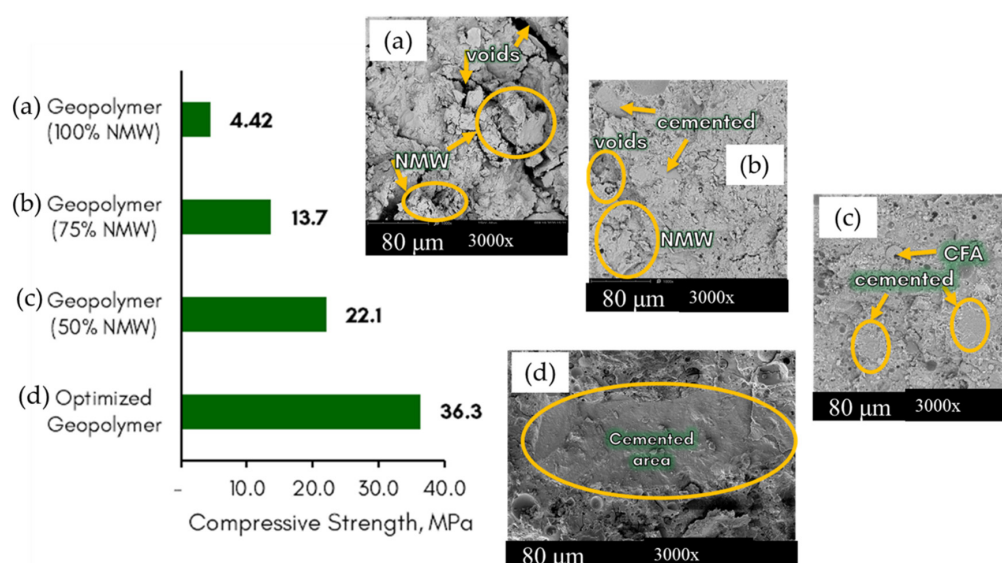 (a) Geopolymer
(100% NMW)
4.42
(b) Geopolymer
(75% NMW)
13.7
(c) Geopolymer
(50% NMW)
22.1
(d) Optimized
Geopolymer
36.3
–
10.0
20.0
30.0
40.0
Compressive Strength, MPa
(a)
voids
NMW
80 μm
3000x
cemented
voids
(b)
NMW
80 μm
3000x
(c)
CFA
cemented
80 μm
3000x
(d)
Cemented
area
80 μm
3000x